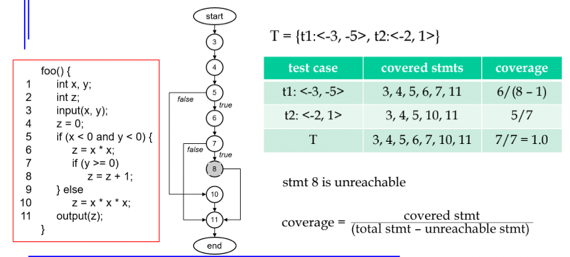 foo() {
1 int x, y;
2 int z;
3 input(x, y);
4 z=0;
5 if (x < 0 and y < 0) {
6 z = x * x;
7 if (y >= 0)
8 z = z + 1;
9 } else
10 z = x * x * x;
11 output(z);
}
start
3
4
5
false
true
6
7
false
true
8
10
11
end
T = {t1:<-3, -5>, t2:<-2, 1>}
test case covered stmts coverage
t1: <-3, -5> 3, 4, 5, 6, 7, 11 6/(8 – 1)
t2: <-2, 1> 3, 4, 5, 10, 11 5/7
T 3, 4, 5, 6, 7, 10, 11 7/7 = 1.0
stmt 8 is unreachable
coverage = covered stmt
(total stmt – unreachable stmt)